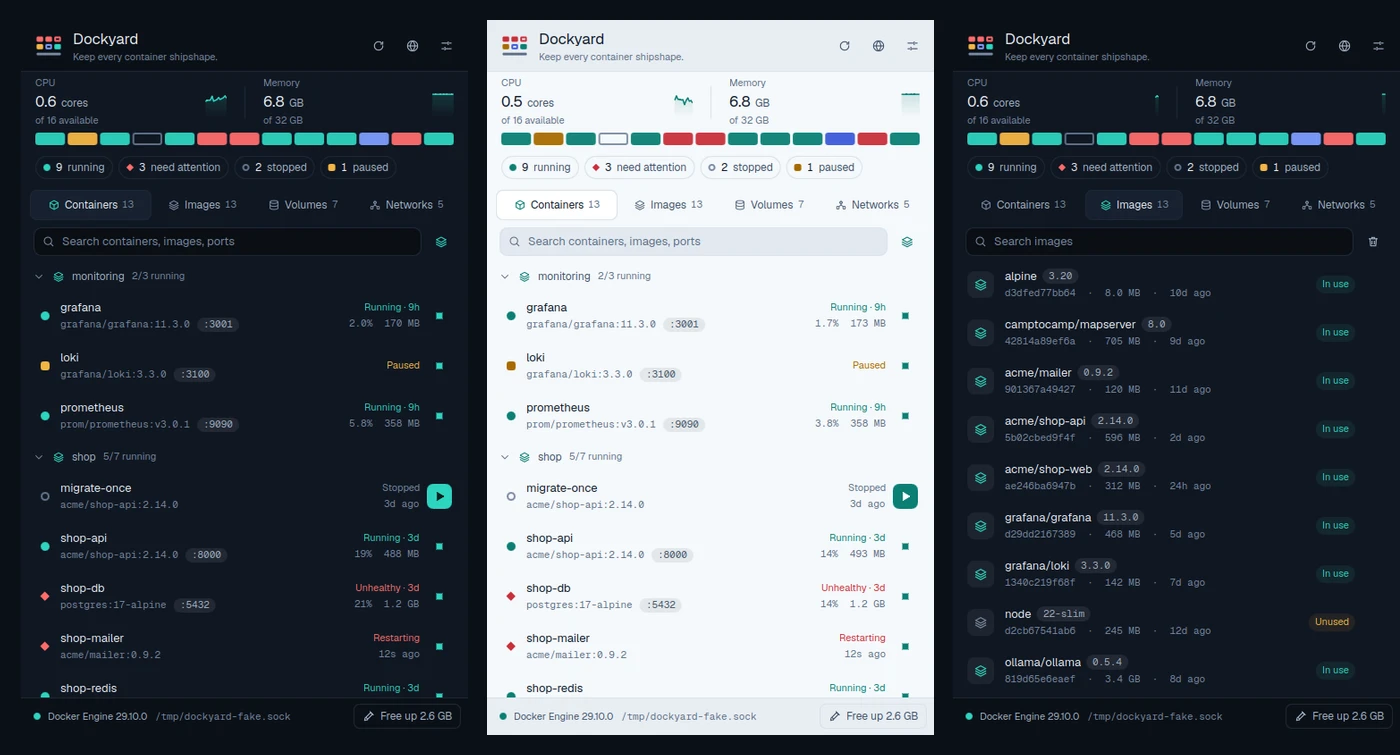 Dockyard
Keep every container shipshape.
CPU
0.6 cores
of 16 available
Memory
6.8 GB
of 32 GB
9 running
3 need attention
2 stopped
1 paused
Containers 13
Images 13
Volumes 7
Networks 5
Search containers, images, ports
monitoring 2/3 running
grafana
Running · 9h
grafana/grafana:11.3.0 :3001
2.0% 170 MB
loki
Paused
grafana/loki:3.3.0 :3100
prometheus
Running · 9h
prom/prometheus:v3.0.1 :9090
5.8% 358 MB
shop 5/7 running
migrate-once
Stopped
acme/shop-api:2.14.0
3d ago
shop-api
Running · 3d
acme/shop-api:2.14.0 :8000
19% 488 MB
shop-db
Unhealthy · 3d
postgres:17-alpine :5432
21% 1.2 GB
shop-mailer
Restarting
acme/mailer:0.9.2
12s ago
shop-redis
Running · 3d
Docker Engine 29.10.0 /tmp/dockyard-fake.sock
Free up 2.6 GB
Dockyard
Keep every container shipshape.
CPU
0.5 cores
of 16 available
Memory
6.8 GB
of 32 GB
9 running
3 need attention
2 stopped
1 paused
Containers 13
Images 13
Volumes 7
Networks 5
Search containers, images, ports
monitoring 2/3 running
grafana
Running · 9h
grafana/grafana:11.3.0 :3001
1.7% 173 MB
loki
Paused
grafana/loki:3.3.0 :3100
prometheus
Running · 9h
prom/prometheus:v3.0.1 :9090
3.8% 358 MB
shop 5/7 running
migrate-once
Stopped
acme/shop-api:2.14.0
3d ago
shop-api
Running · 3d
acme/shop-api:2.14.0 :8000
14% 493 MB
shop-db
Unhealthy · 3d
postgres:17-alpine :5432
14% 1.2 GB
shop-mailer
Restarting
acme/mailer:0.9.2
12s ago
shop-redis
Running · 3d
Docker Engine 29.10.0 /tmp/dockyard-fake.sock
Free up 2.6 GB
Dockyard
Keep every container shipshape.
CPU
0.6 cores
of 16 available
Memory
6.8 GB
of 32 GB
9 running
3 need attention
2 stopped
1 paused
Containers 13
Images 13
Volumes 7
Networks 5
Search images
alpine 3.20
d3dfed77bb64 · 8.0 MB · 10d ago
In use
camptocamp/mapserver 8.0
42814a89ef6a · 705 MB · 9d ago
In use
acme/mailer 0.9.2
901367a49427 · 120 MB · 11d ago
In use
acme/shop-api 2.14.0
5b02cbed9f4f · 596 MB · 2d ago
In use
acme/shop-web 2.14.0
ae246ba6947b · 312 MB · 24h ago
In use
grafana/grafana 11.3.0
d29dd2167389 · 468 MB · 5d ago
In use
grafana/loki 3.3.0
1340c219f68f · 142 MB · 7d ago
In use
node 22-slim
d2cb67541ab6 · 245 MB · 12d ago
Unused
ollama/ollama 0.5.4
819d65e6eaef · 3.4 GB · 8d ago
In use
Docker Engine 29.10.0 /tmp/dockyard-fake.sock
Free up 2.6 GB